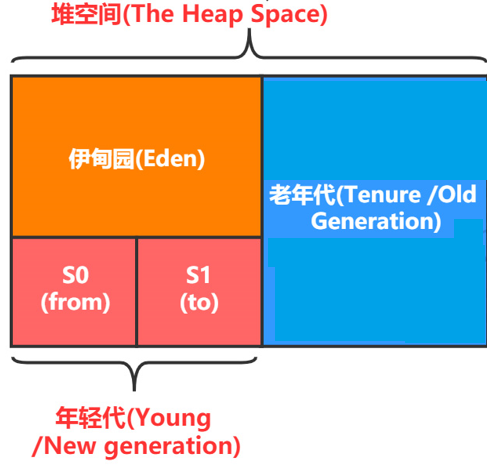 堆空间(The Heap Space)
伊甸园(Eden)
老年代(Tenure /Old
Generation)
S0
(from)
S1
(to)
年轻代(Young
/New generation)